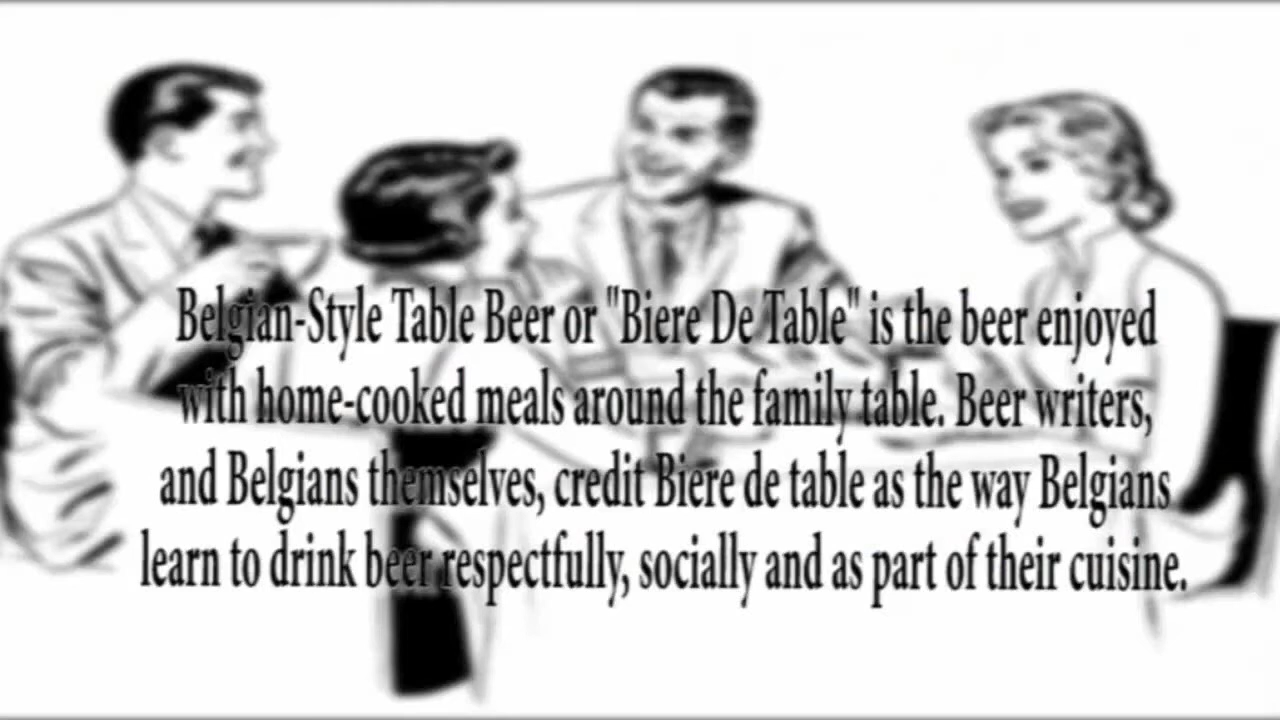 Belgian-Style Table Beer or "Biere De Table" is the beer enjoyed
with home-cooked meals around the family table. Beer writers,
and Belgians themselves, credit Biere de table as the way Belgians
learn to drink beer respectfully, socially and as part of their cuisine.